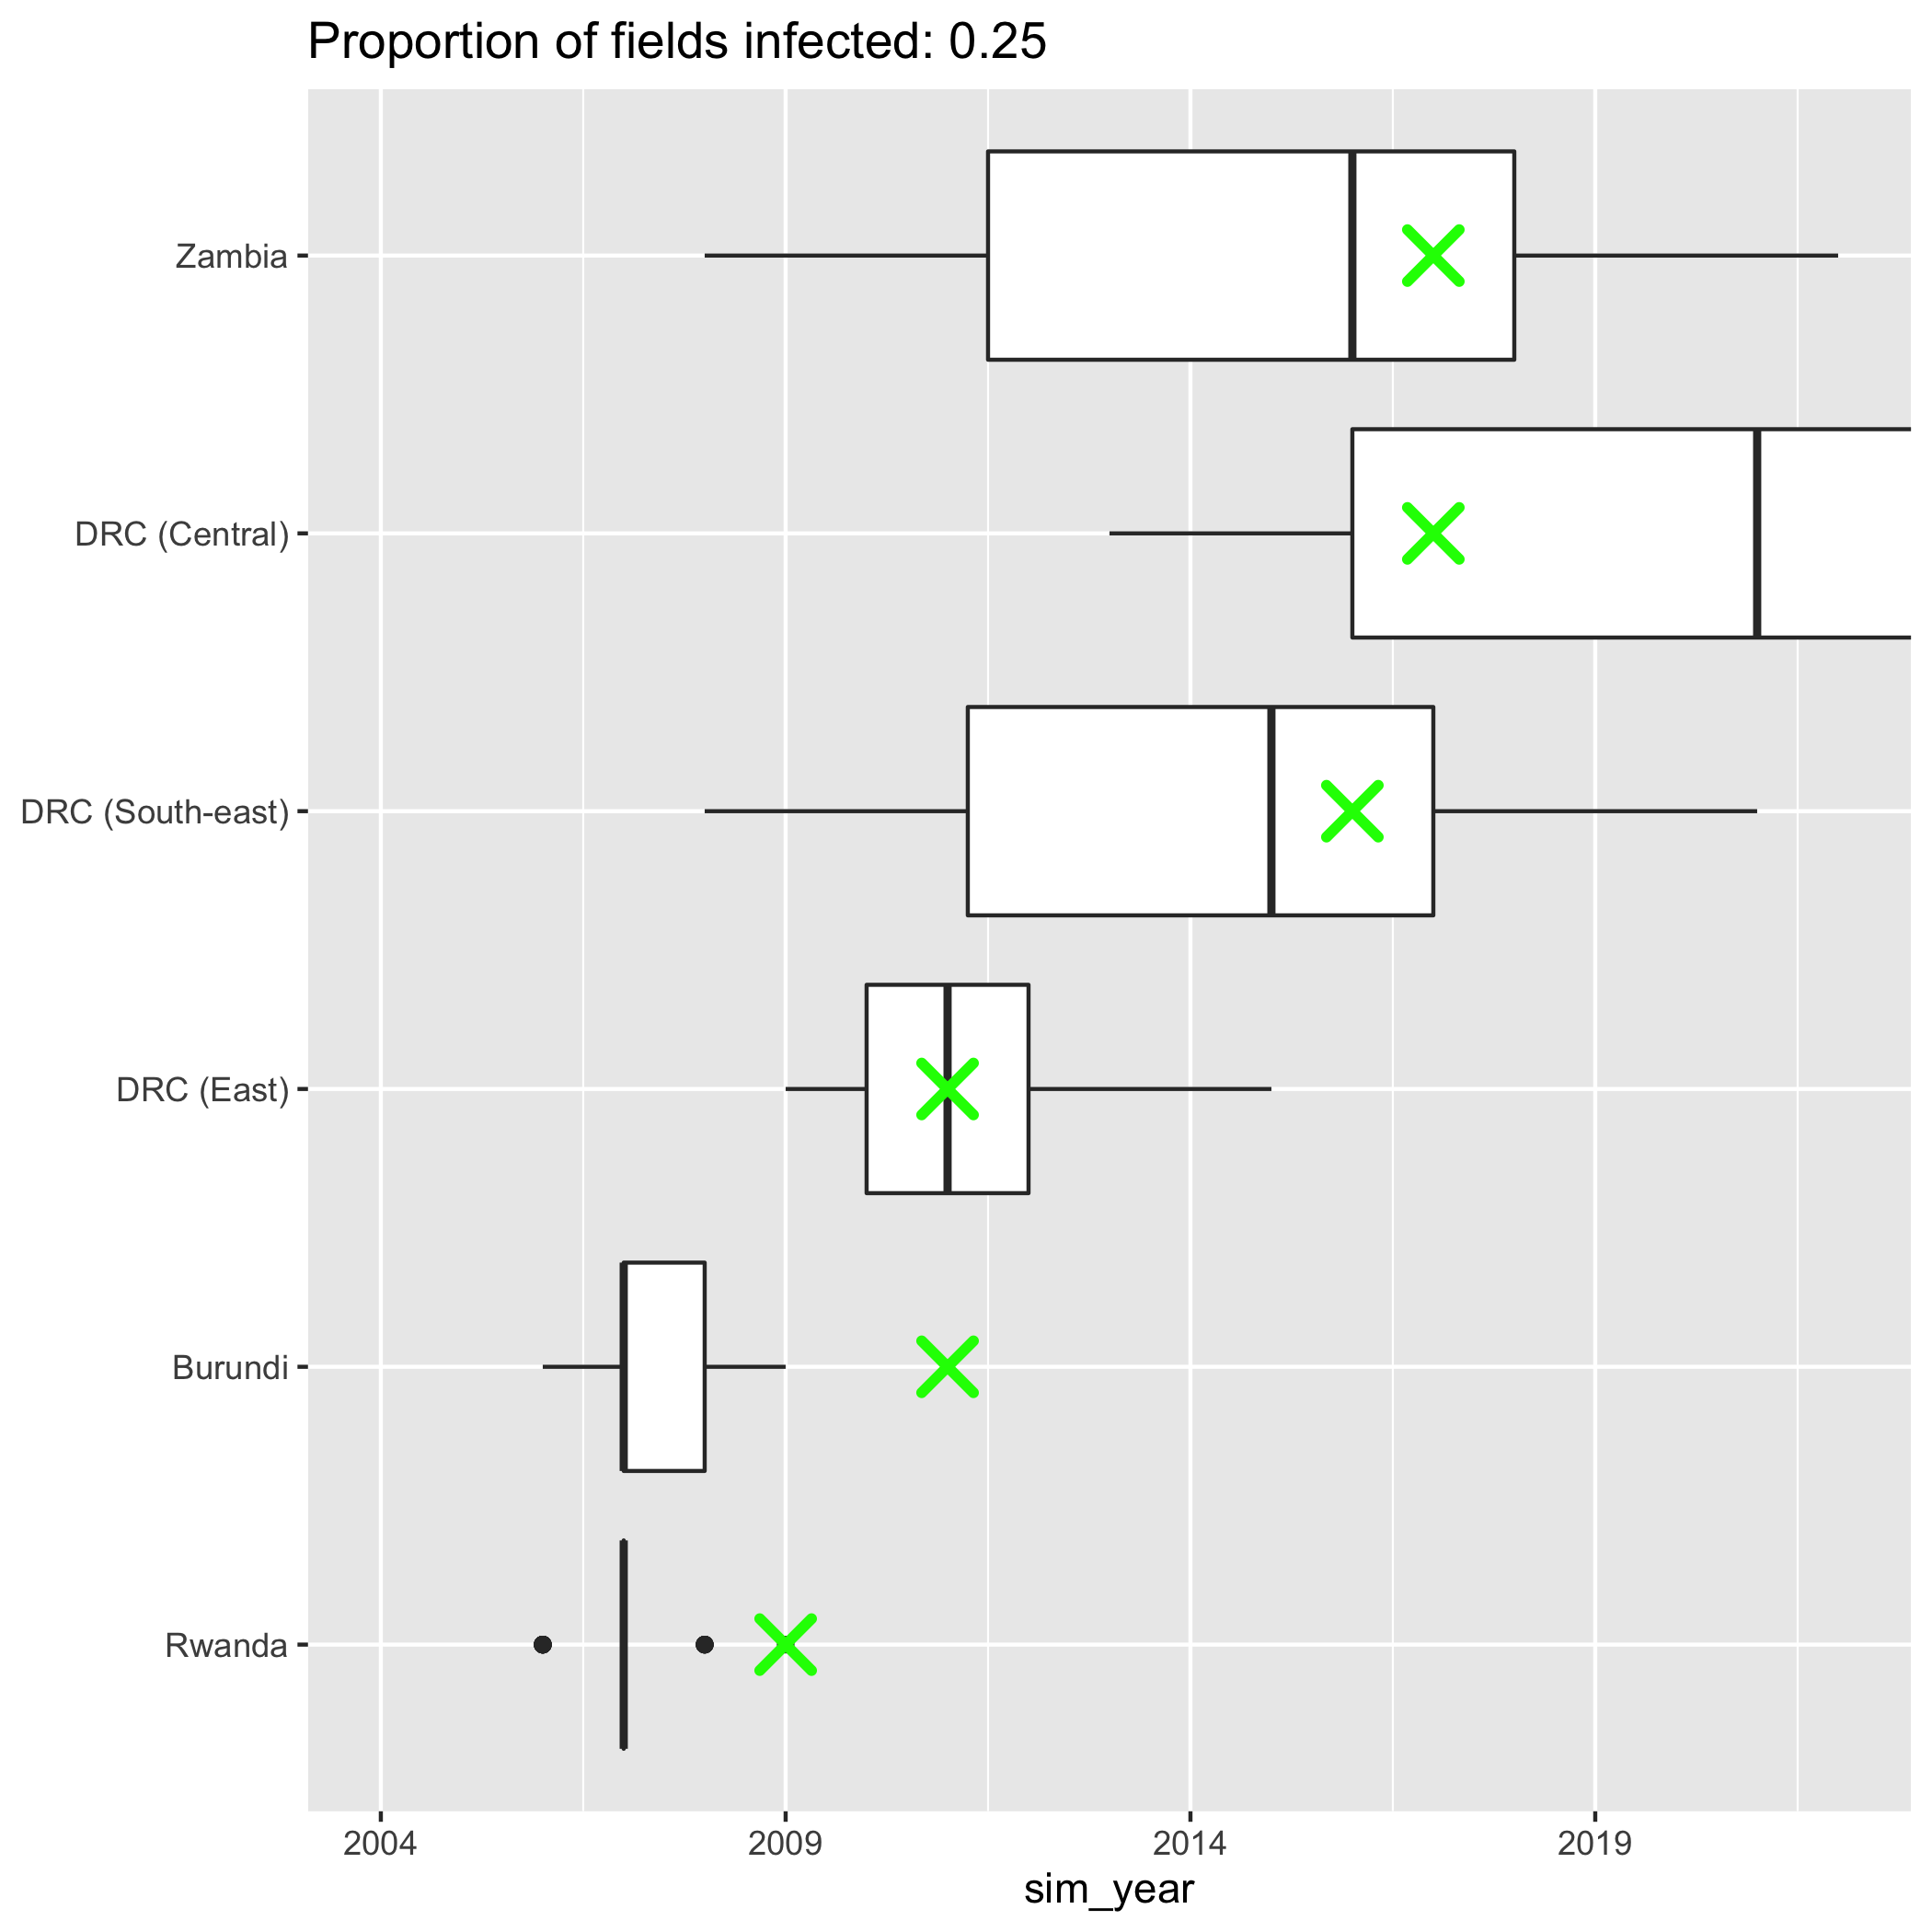 Proportion of fields infected: 0.25
Zambia
DRC (Central)
DRC (South-east)
DRC (East)
Burundi
Rwanda
2004 2009 2014 2019
sim_year